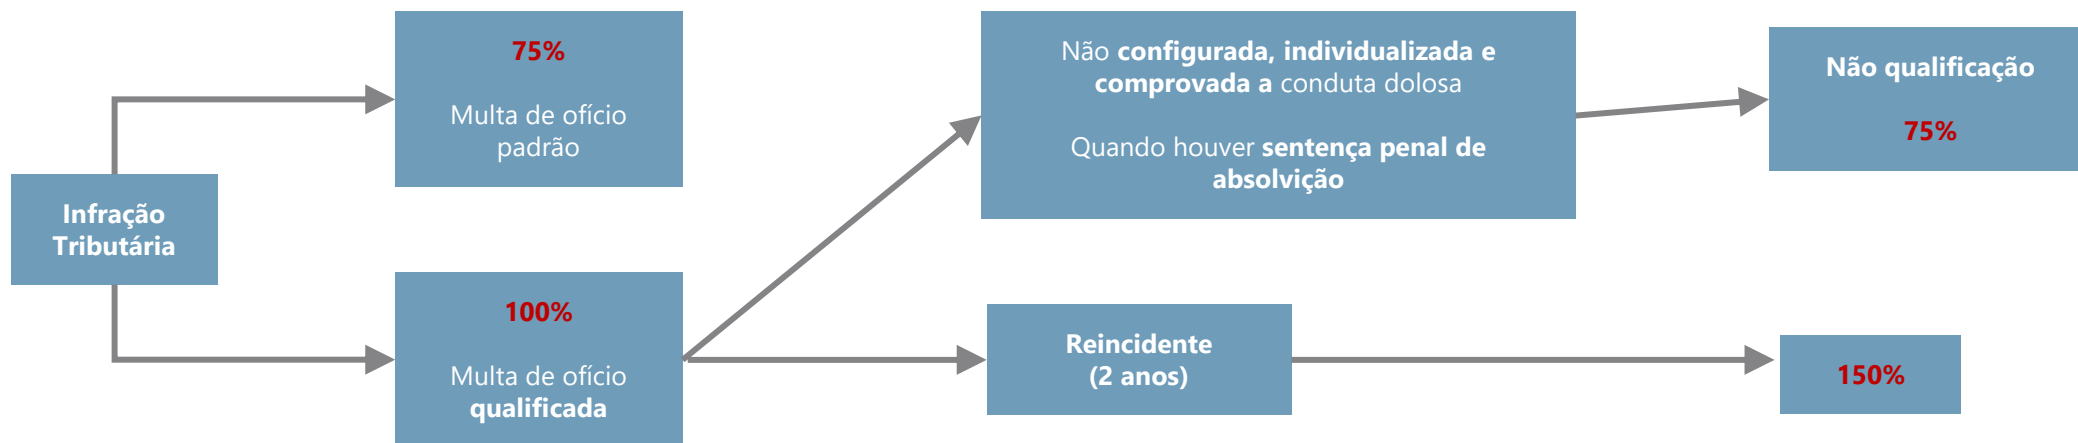 Infração
Tributária
75%
Multa de ofício
padrão
100%
Multa de ofício
qualificada
Não configurada, individualizada e
comprovada a conduta dolosa
Quando houver sentença penal de
absolvição
Não qualificação
75%
Reincidente
(2 anos)
150%